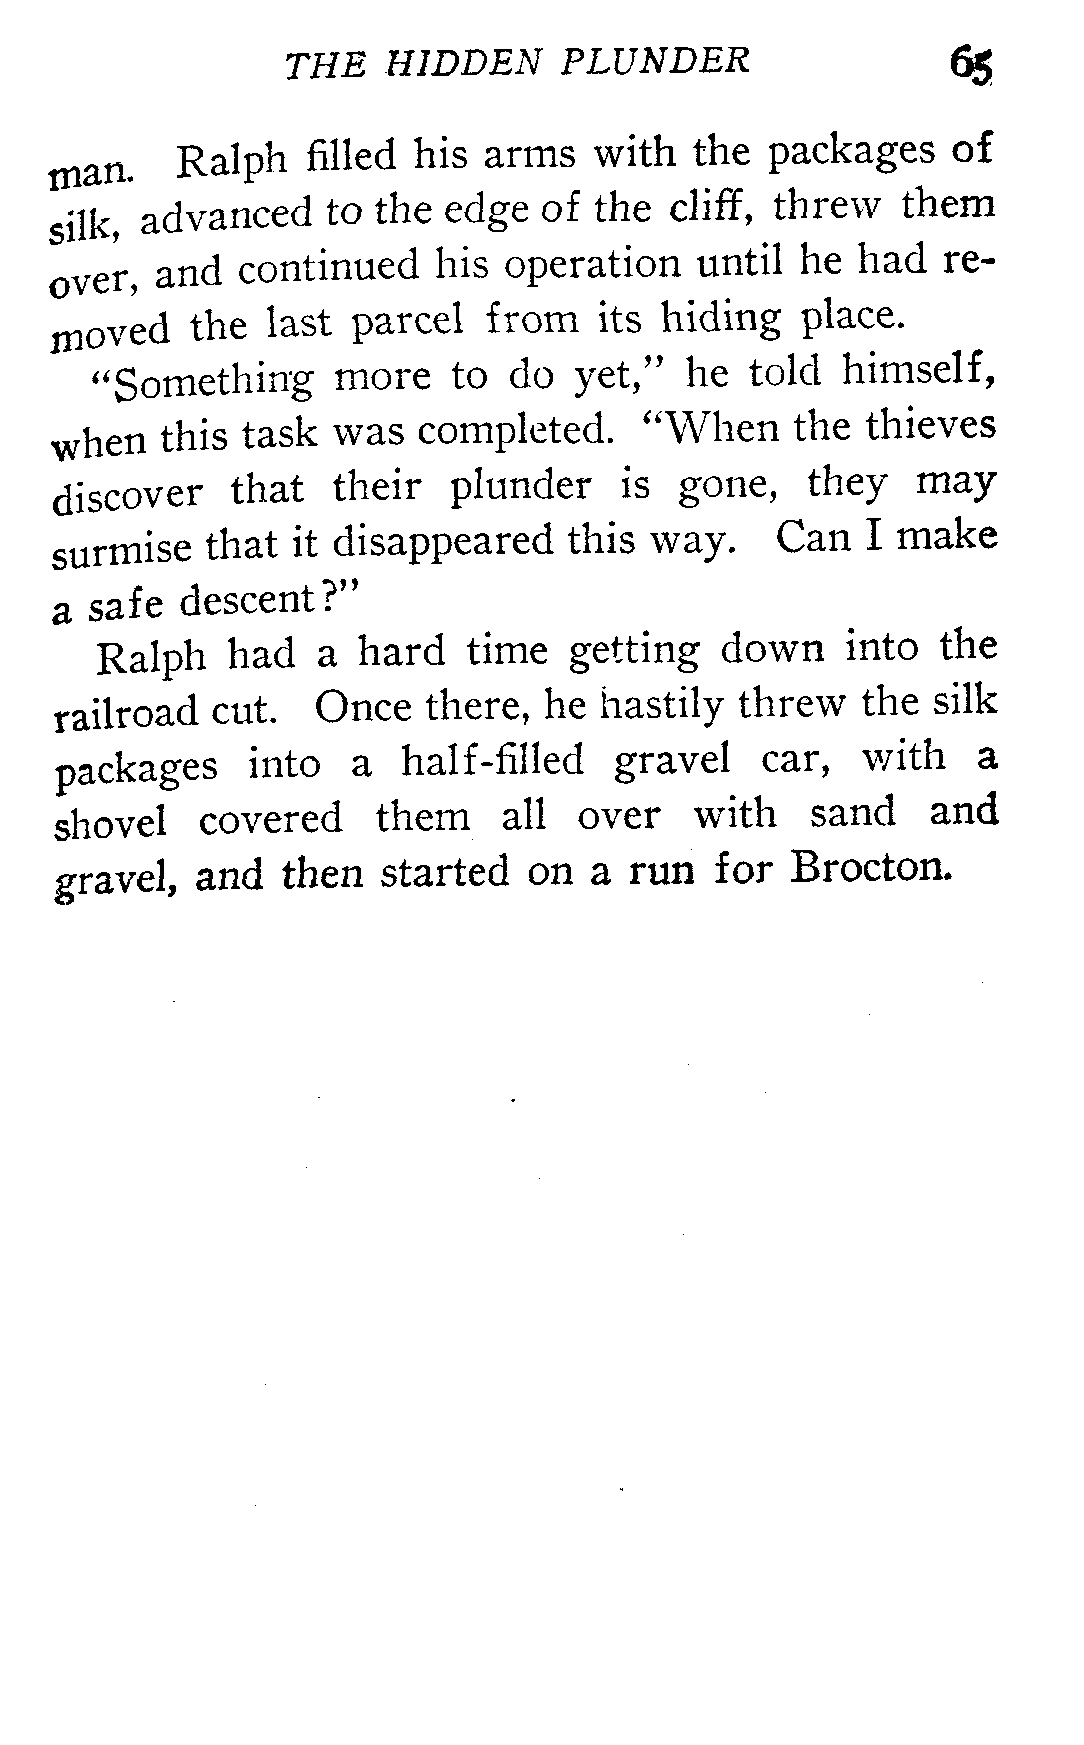 THE HIDDEN PLUNDER 65
man. Ralph filled his arms with the packages of
silk, advanced to the edge of the cliff, threw them
over, and continued his operation until he had re-
moved the last parcel from its hiding place.
“Something more to do yet,” he told himself,
when this task was completed. “When the thieves
discover that their plunder is gone, they may
surmise that it disappeared this way. Can I make
a safe descent?”
Ralph had a hard time getting down into the
railroad cut. Once there, he hastily threw the silk
packages into a half-filled gravel car, with a
shovel covered them all over with sand and
gravel, and then started on a run for Brocton.